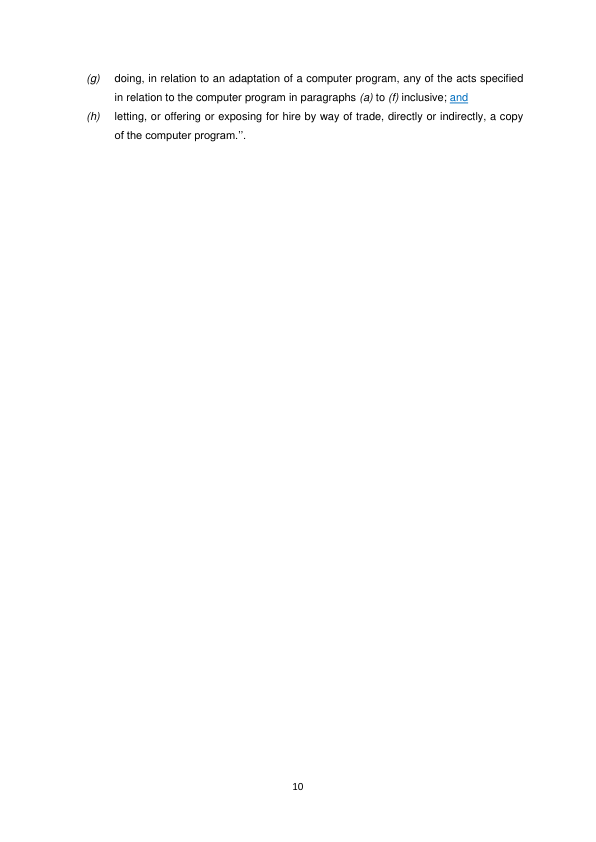 (g) doing, in relation to an adaptation of a computer program, any of the acts specified
in relation to the computer program in paragraphs (a) to (f) inclusive; and
(h) letting, or offering or exposing for hire by way of trade, directly or indirectly, a copy
of the computer program.’’.
10